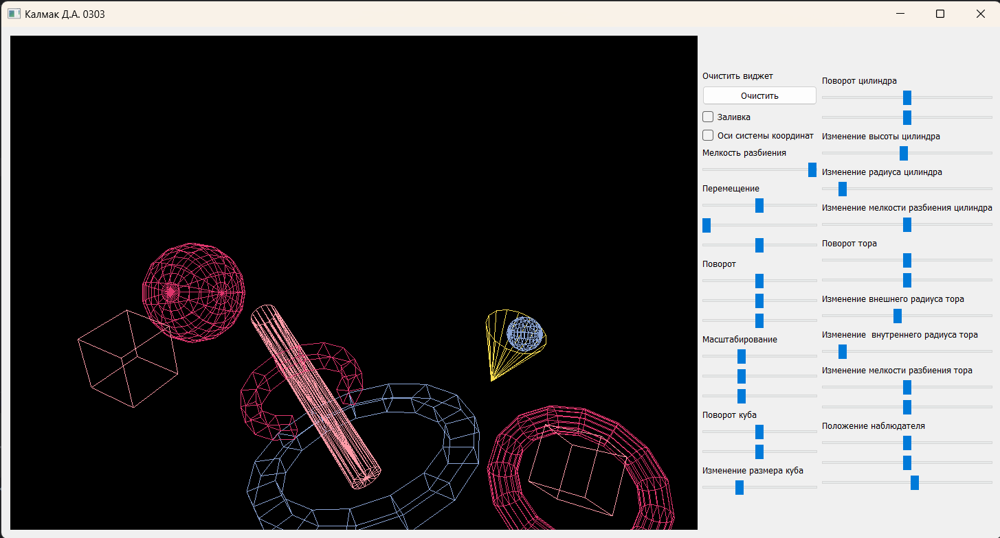 Калмак Д.А. 0303
Очистить виджет
Очистить
Заливка
Оси системы координат
Мелкость разбиения
Перемещение
Поворот
Масштабирование
Поворот куба
Изменение размера куба
Поворот цилиндра
Изменение высоты цилиндра
Изменение радиуса цилиндра
Изменение мелкости разбиения цилиндра
Поворот тора
Изменение внешнего радиуса тора
Изменение  внутреннего радиуса тора
Изменение мелкости разбиения тора
Положение наблюдателя